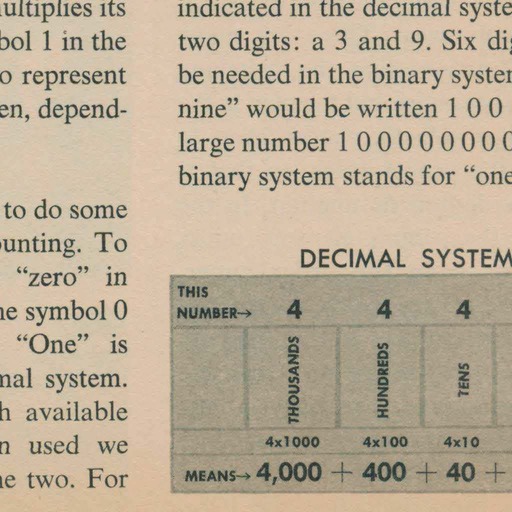 ultiplies its
bol 1 in the
o represent
en, depend-
to do some
ounting. To
“zero” in
he symbol 0
“One” is
mal system.
h available
n used we
he two. For
indicated in the decimal syste
two digits: a 3 and 9. Six dig
be needed in the binary system
nine” would be written 1 0 0
large number 1 0 0 0 0 0 0 0 0
binary system stands for “one
DECIMAL SYSTEM
THIS
NUMBER→ 4 4 4
THOUSANDS HUNDREDS TENS
4x1000 4x100 4x10
MEANS→ 4,000 + 400 + 40 +